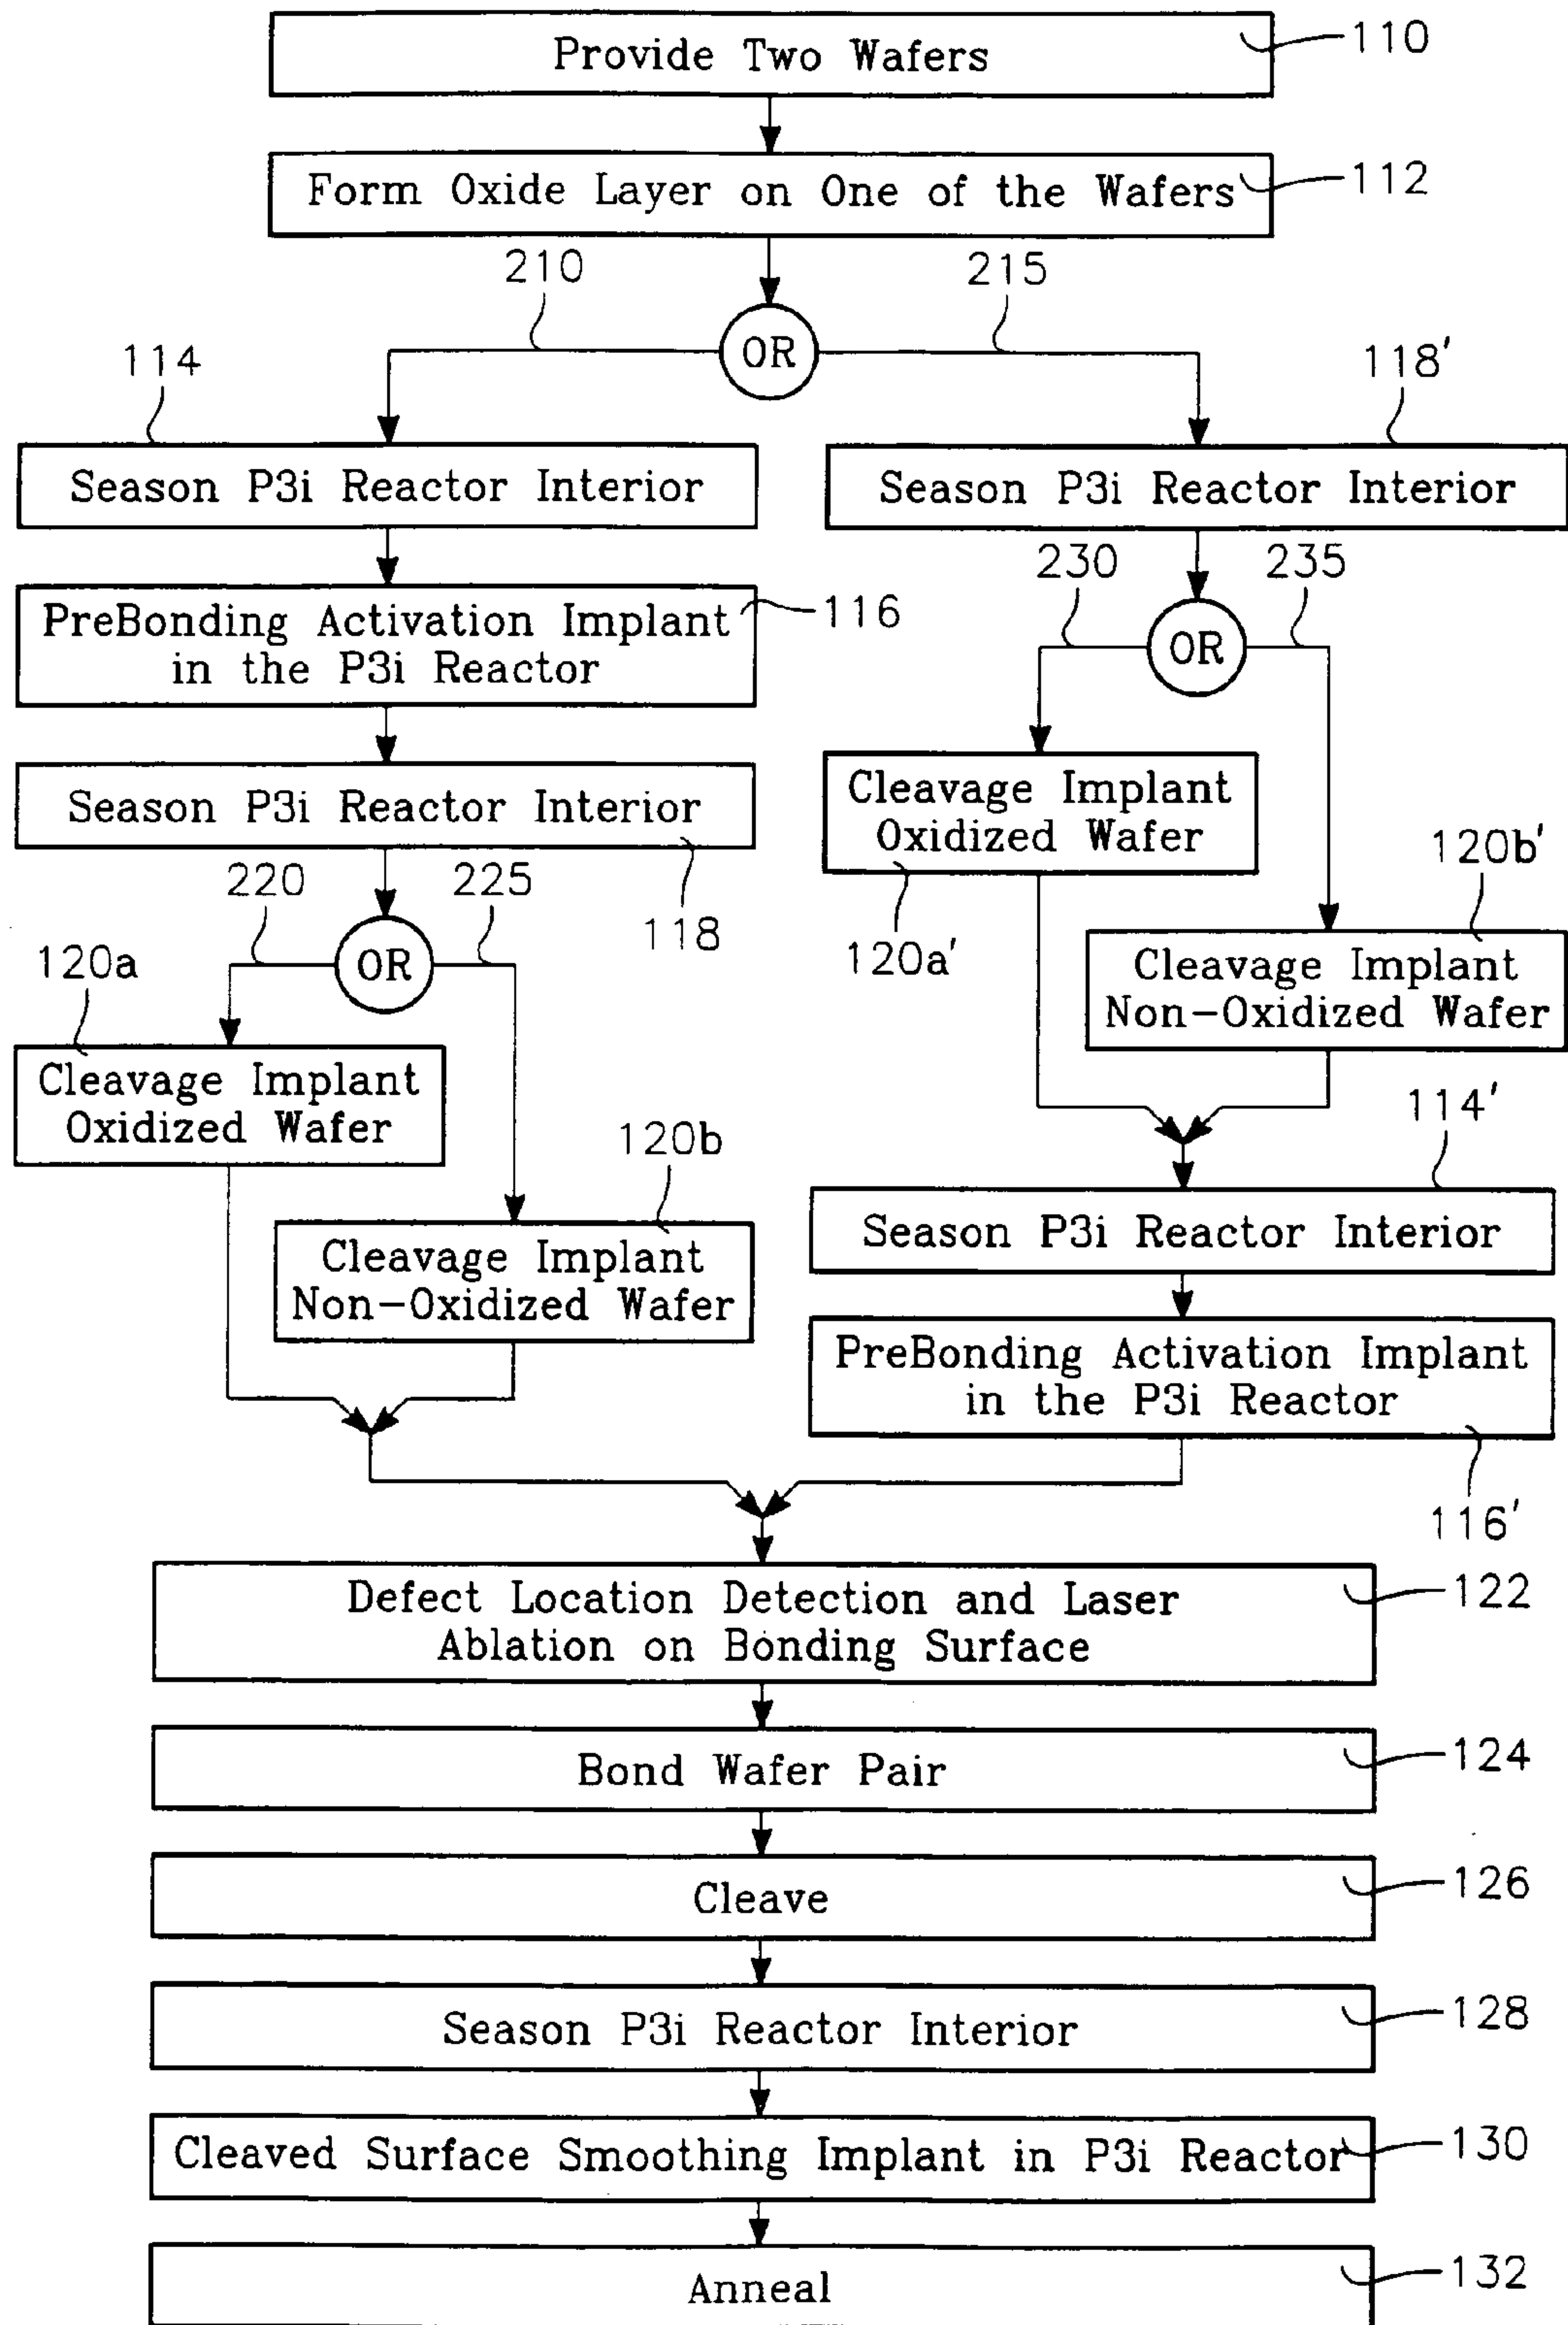 Provide Two Wafers
110
Form Oxide Layer on One of the Wafers
112
210
215
OR
114
118'
Season P3i Reactor Interior
Season P3i Reactor Interior
230
235
PreBonding Activation Implant
in the P3i Reactor
116
OR
Season P3i Reactor Interior
118
Cleavage Implant
Oxidized Wafer
120a'
120b'
220
225
OR
Cleavage Implant
Non-Oxidized Wafer
120a
Cleavage Implant
Oxidized Wafer
120b
114'
Cleavage Implant
Non-Oxidized Wafer
Season P3i Reactor Interior
PreBonding Activation Implant
in the P3i Reactor
116'
Defect Location Detection and Laser
Ablation on Bonding Surface
122
Bond Wafer Pair
124
Cleave
126
Season P3i Reactor Interior
128
Cleaved Surface Smoothing Implant in P3i Reactor
130
Anneal
132